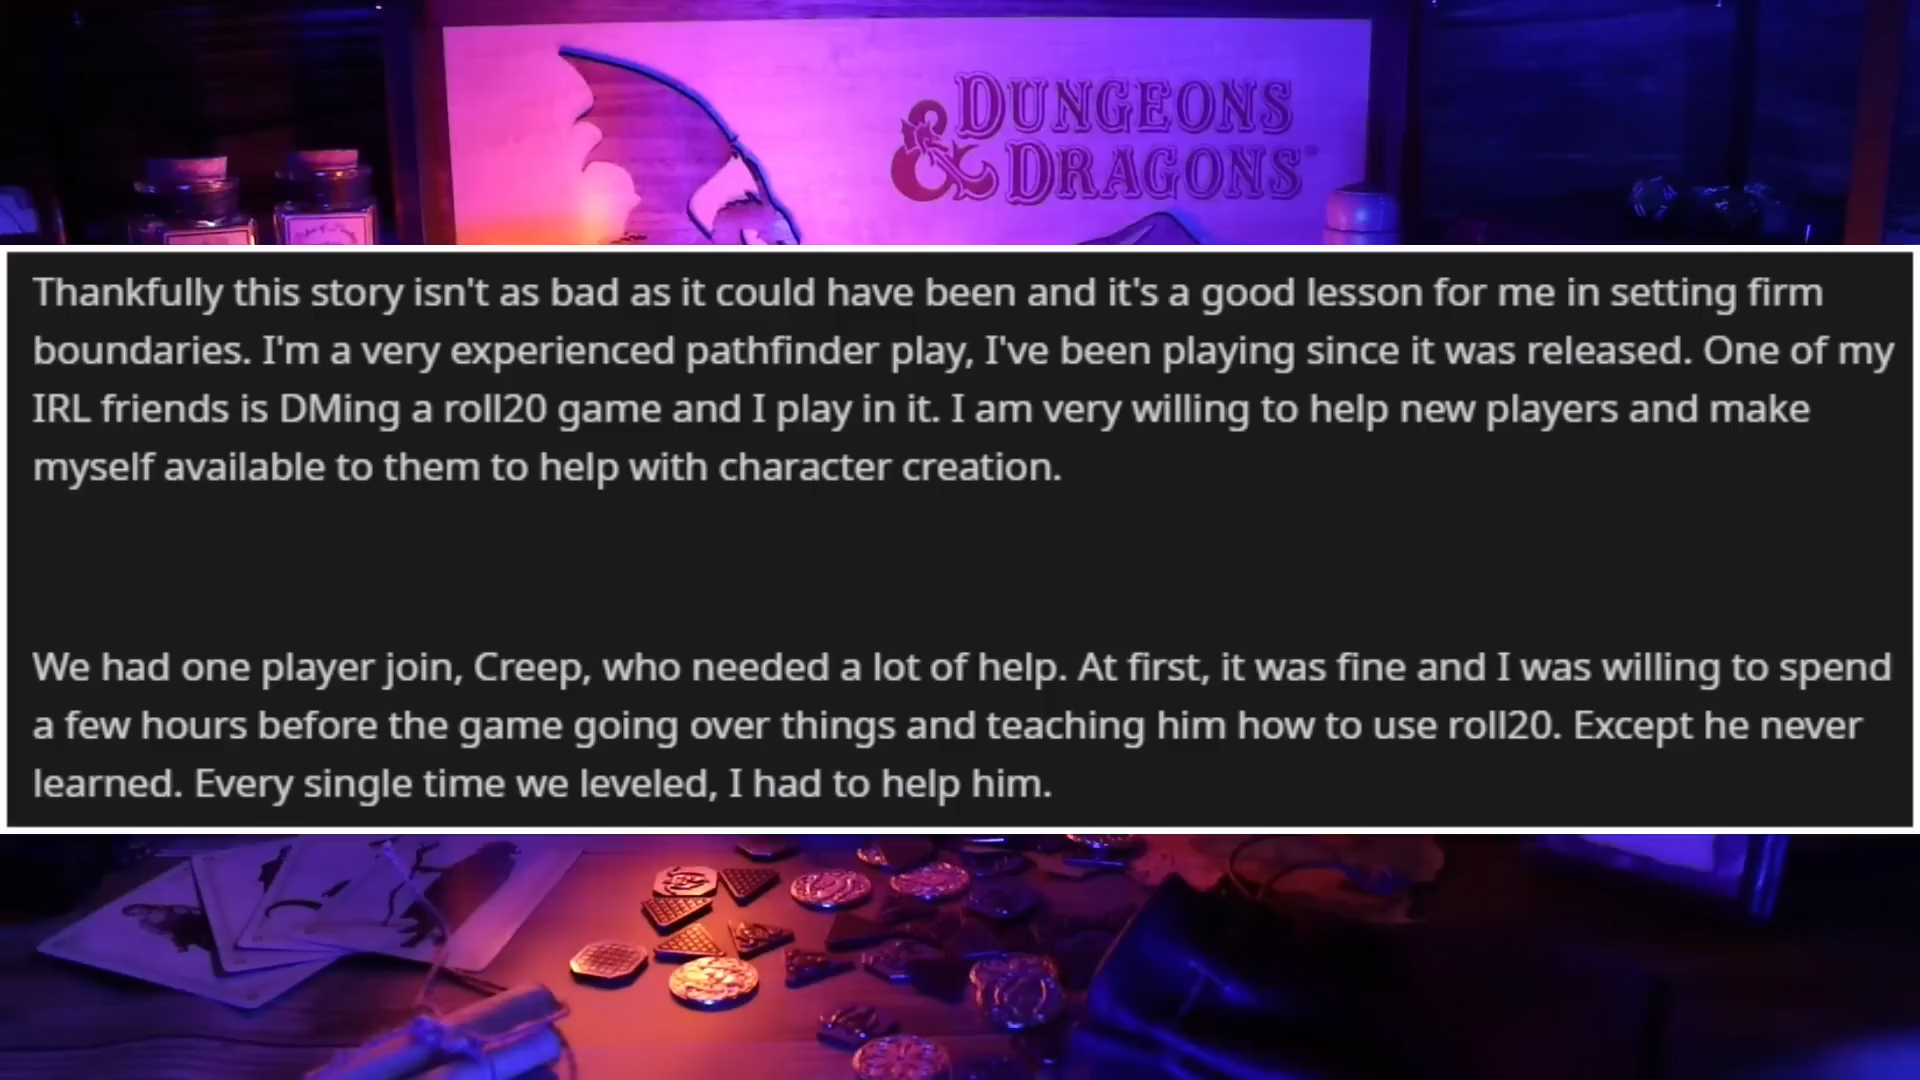 DUNGEONS
& DRAGONS
Thankfully this story isn't as bad as it could have been and it's a good lesson for me in setting firm
boundaries. I'm a very experienced pathfinder play, I've been playing since it was released. One of my
IRL friends is DMing a roll20 game and I play in it. I am very willing to help new players and make
myself available to them to help with character creation.
We had one player join, Creep, who needed a lot of help. At first, it was fine and I was willing to spend
a few hours before the game going over things and teaching him how to use roll20. Except he never
learned. Every single time we leveled, I had to help him.